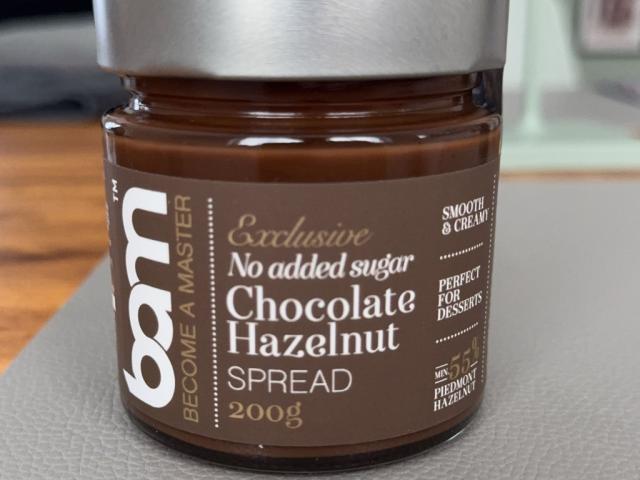 bam™
BECOME A MASTER
Exclusive
No added sugar
Chocolate
Hazelnut
SPREAD
200g
SMOOTH
& CREAMY
PERFECT
FOR
DESSERTS
MIN. 55%
PIEDMONT
HAZELNUT